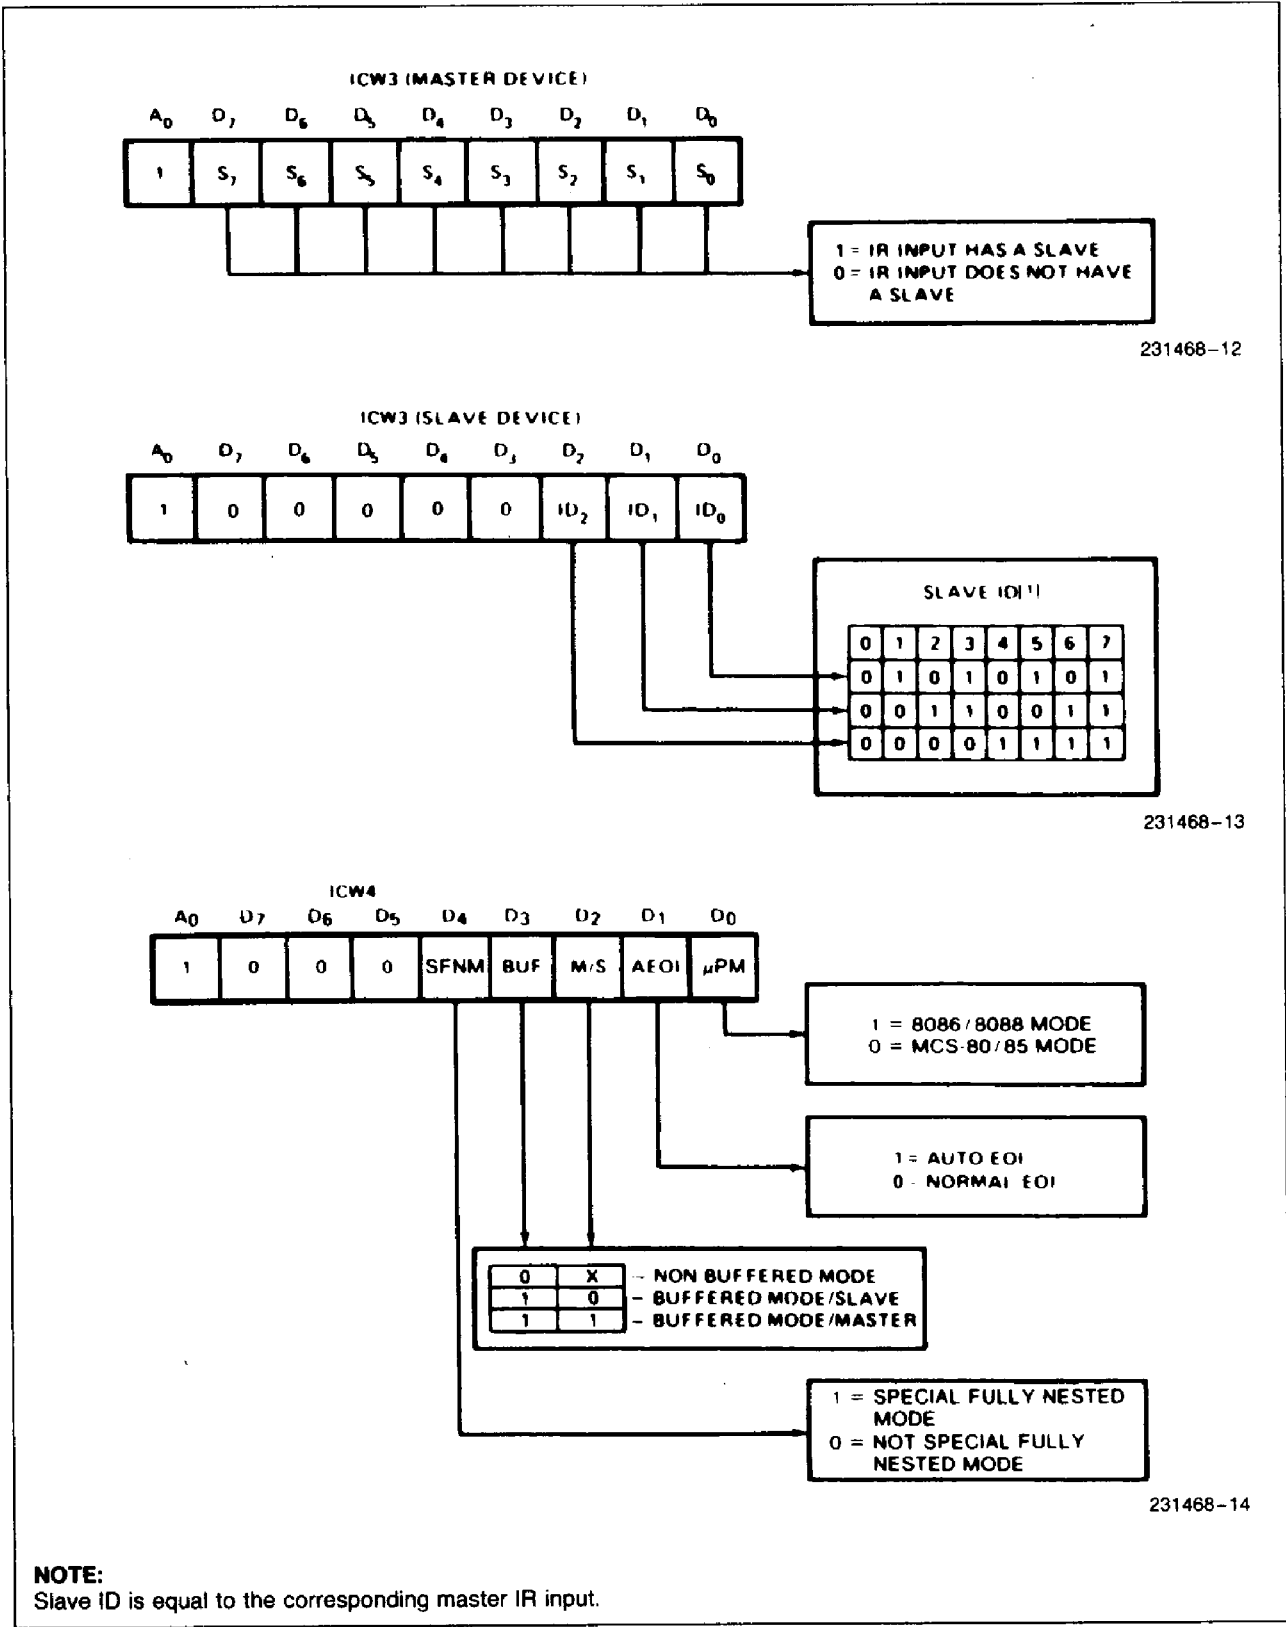 ICW3 (MASTER DEVICE)
A0 D7 D6 D5 D4 D3 D2 D1 D0
1 S7 S6 S5 S4 S3 S2 S1 S0
1 = IR INPUT HAS A SLAVE
0 = IR INPUT DOES NOT HAVE
A SLAVE
231468-12
ICW3 (SLAVE DEVICE)
A0 D7 D6 D5 D4 D3 D2 D1 D0
1 0 0 0 0 0 ID2 ID1 ID0
SLAVE ID[1]
0 1 2 3 4 5 6 7
0 1 0 1 0 1 0 1
0 0 1 1 0 0 1 1
0 0 0 0 1 1 1 1
231468-13
ICW4
A0 D7 D6 D5 D4 D3 D2 D1 D0
1 0 0 0 SFNM BUF M/S AEOI µPM
1 = 8086/8088 MODE
0 = MCS-80/85 MODE
1 = AUTO EOI
0 - NORMAL EOI
0 X – NON BUFFERED MODE
1 0 – BUFFERED MODE/SLAVE
1 1 – BUFFERED MODE/MASTER
1 = SPECIAL FULLY NESTED
MODE
0 = NOT SPECIAL FULLY
NESTED MODE
231468-14
NOTE:
Slave ID is equal to the corresponding master IR input.